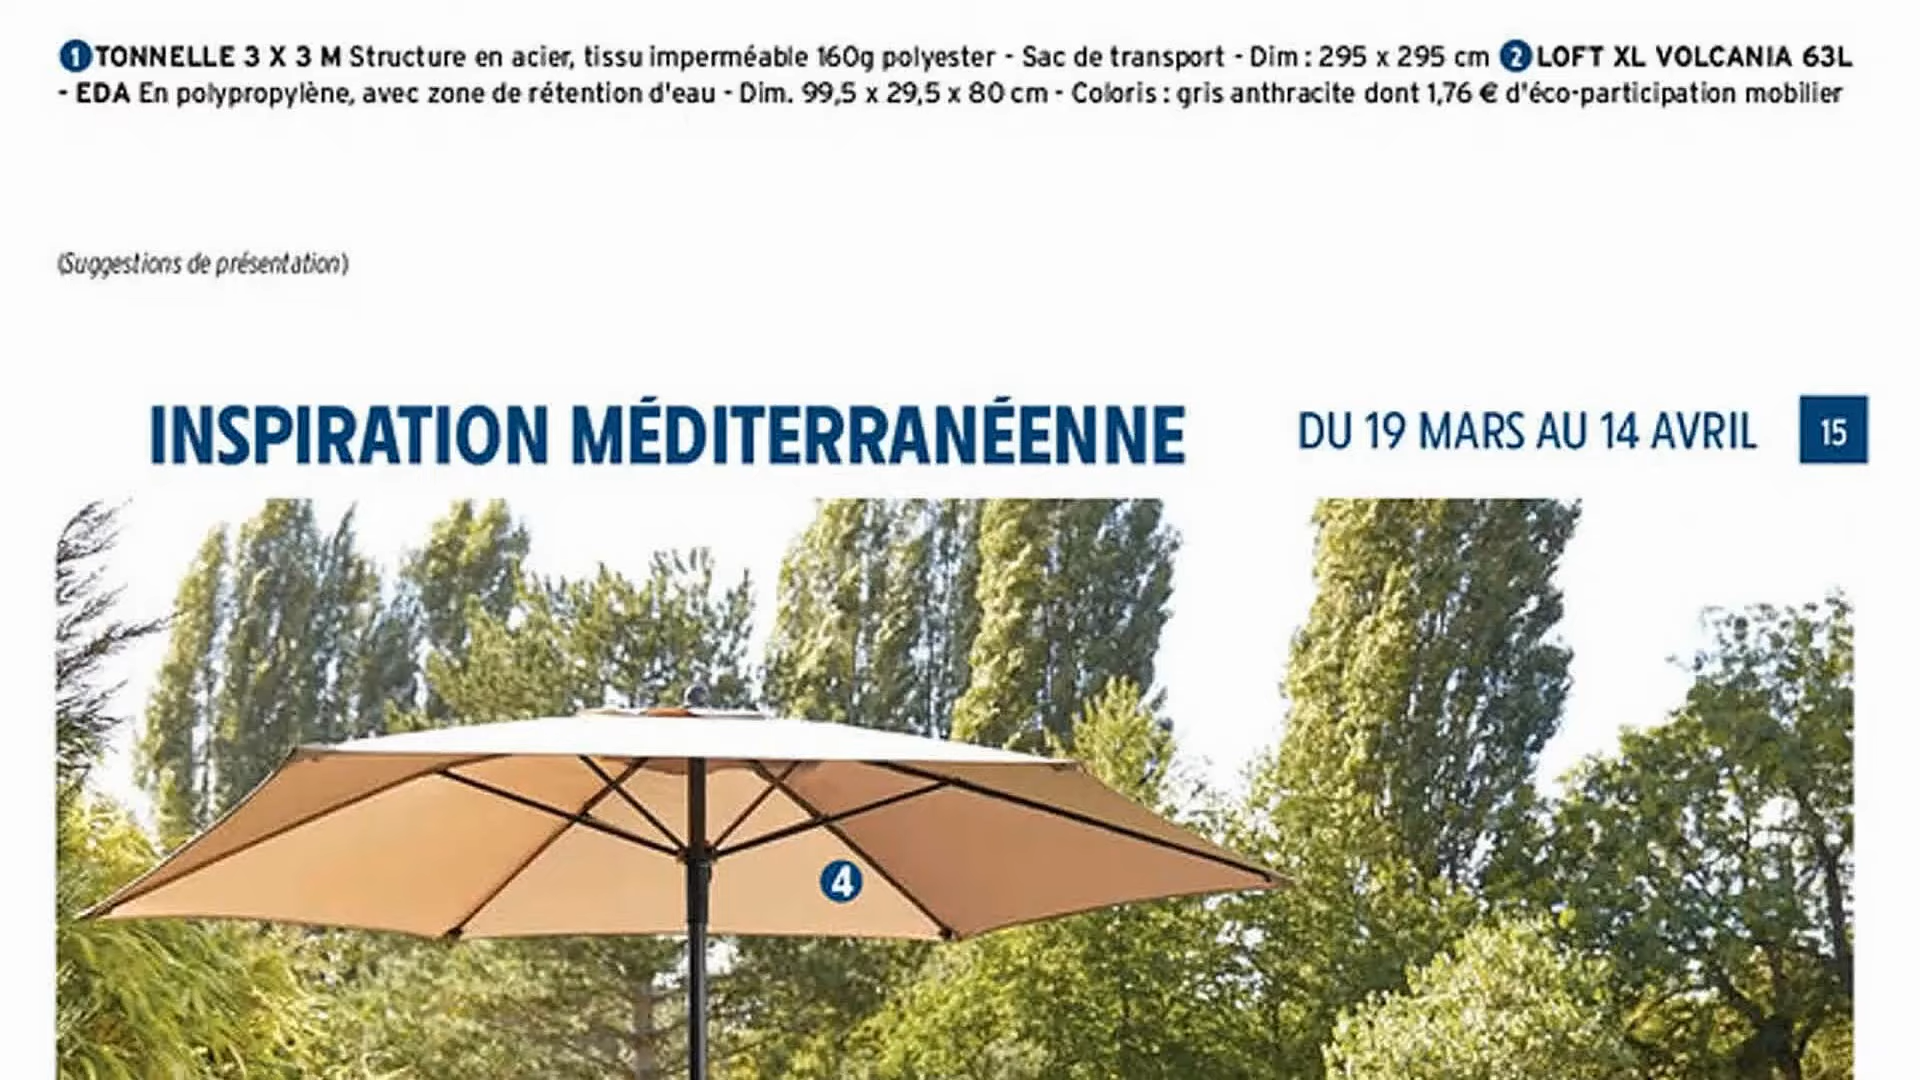 1 TONNELLE 3 X 3 M Structure en acier, tissu imperméable 160g polyester - Sac de transport - Dim : 295 x 295 cm 2 LOFT XL VOLCANIA 63L
- EDA En polypropylène, avec zone de rétention d'eau - Dim. 99,5 x 29,5 x 80 cm - Coloris : gris anthracite dont 1,76 € d'éco-participation mobilier
(Suggestions de présentation)
INSPIRATION MÉDITERRANÉENNE DU 19 MARS AU 14 AVRIL 15
4